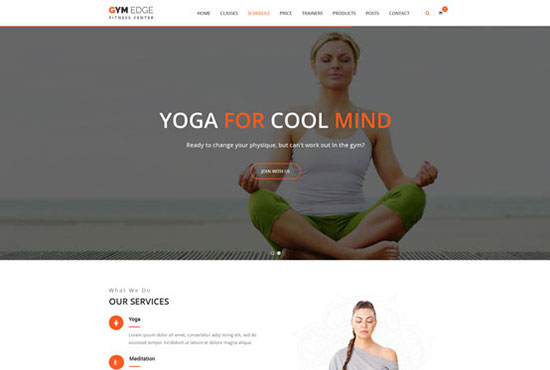 GYM EDGE
FITNESS CENTER
HOME CLASSES SCHEDULE PRICE TRAINERS PRODUCTS POSTS CONTACT
YOGA FOR COOL MIND
Ready to change your physique, but can't work out in the gym?
JOIN WITH US
What We Do
OUR SERVICES
Yoga
Lorem ipsum dolor sit amet, consectetur adip iscing elit, sed do
eiusmod tempor incididunt ut labore et dolore magna aliqua
Meditation